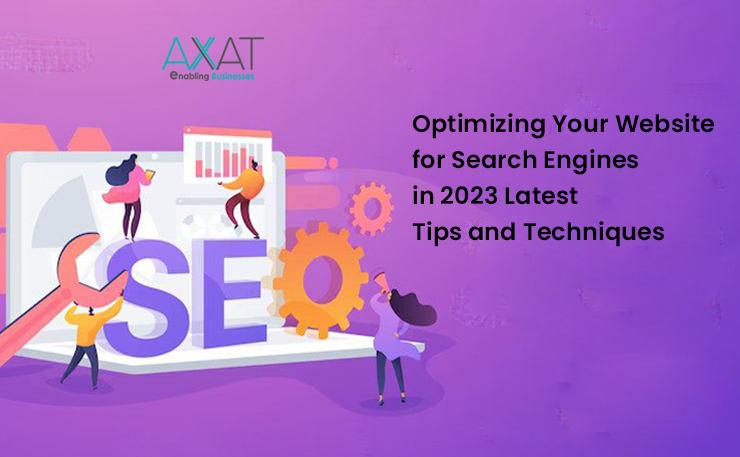 AXAT
enabling Businesses
Optimizing Your Website
for Search Engines
in 2023 Latest
Tips and Techniques
SEO